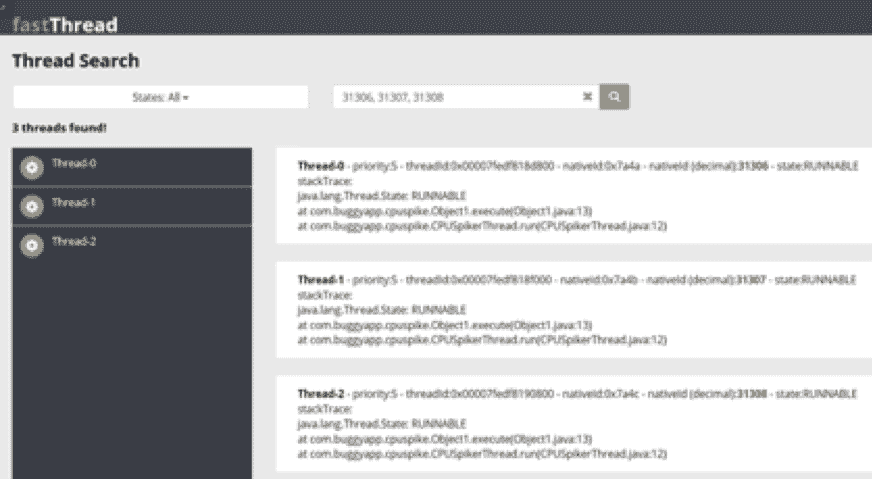 fastThread
Thread Search
States: All
31306, 31307, 31308
3 threads found!
Thread-0
Thread-1
Thread-2
Thread-0 - priority:5 - threadId:0x00007fedf818d800 - nativeId:0x7a4a - nativeId (decimal):31306 - state:RUNNABLE
stackTrace:
java.lang.Thread.State: RUNNABLE
at com.buggyapp.cpuspike.Object1.execute(Object1.java:13)
at com.buggyapp.cpuspike.CPUSpikerThread.run(CPUSpikerThread.java:12)
Thread-1 - priority:5 - threadId:0x00007fedf818f000 - nativeId:0x7a4b - nativeId (decimal):31307 - state:RUNNABLE
stackTrace:
java.lang.Thread.State: RUNNABLE
at com.buggyapp.cpuspike.Object1.execute(Object1.java:13)
at com.buggyapp.cpuspike.CPUSpikerThread.run(CPUSpikerThread.java:12)
Thread-2 - priority:5 - threadId:0x00007fedf8190800 - nativeId:0x7a4c - nativeId (decimal):31308 - state:RUNNABLE
stackTrace:
java.lang.Thread.State: RUNNABLE
at com.buggyapp.cpuspike.Object1.execute(Object1.java:13)
at com.buggyapp.cpuspike.CPUSpikerThread.run(CPUSpikerThread.java:12)